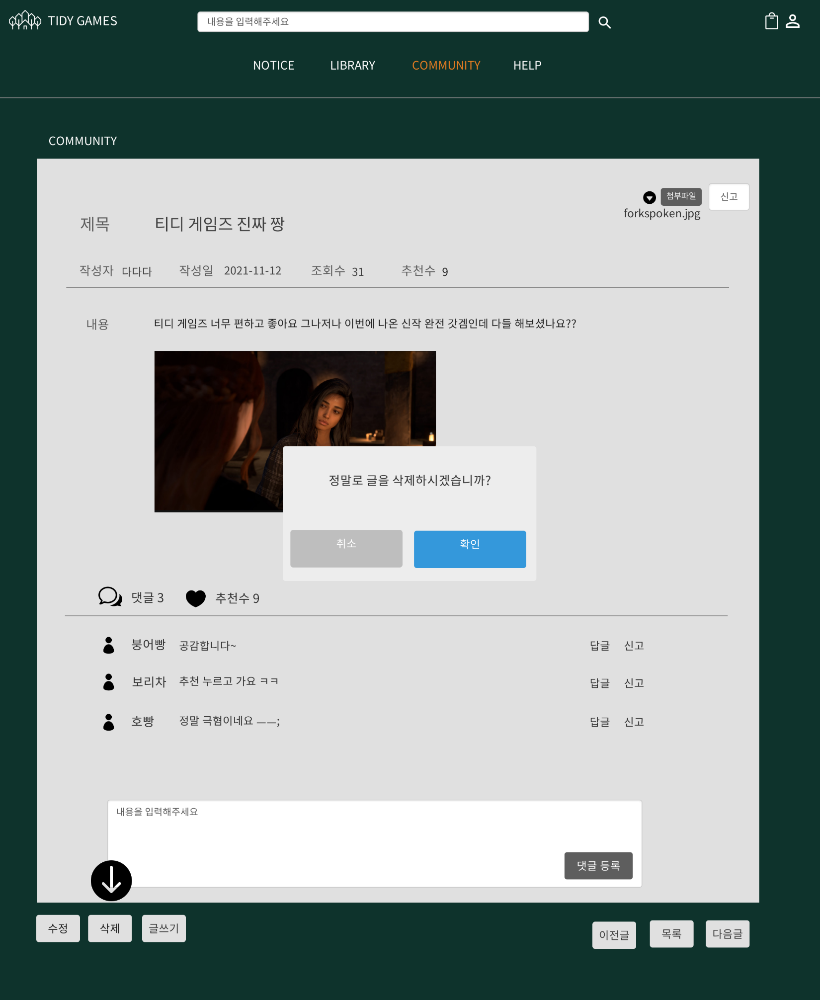 TIDY GAMES
내용을 입력해주세요
NOTICE LIBRARY COMMUNITY HELP
COMMUNITY
첨부파일 신고
forkspoken.jpg
제목 티디 게임즈 진짜 짱
작성자 다다다 작성일 2021-11-12 조회수 31 추천수 9
내용 티디 게임즈 너무 편하고 좋아요 그나저나 이번에 나온 신작 완전 갓겜인데 다들 해보셨나요??
정말로 글을 삭제하시겠습니까?
취소 확인
댓글 3 추천수 9
붕어빵 공감합니다~ 답글 신고
보리차 추천 누르고 가요 ㅋㅋ 답글 신고
호빵 정말 극혐이네요 ㅡㅡ; 답글 신고
내용을 입력해주세요
댓글 등록
수정 삭제 글쓰기 이전글 목록 다음글